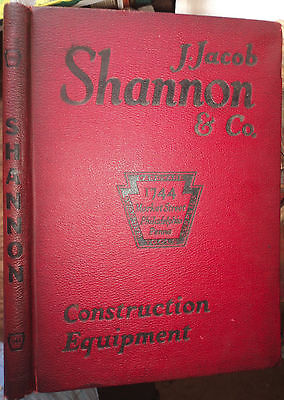 SHANNON
J. Jacob
Shannon
& Co.
1744
Construction
Equipment